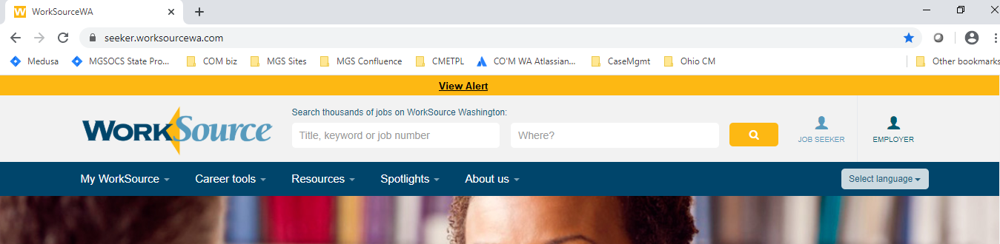 WorkSourceWA
seeker.worksourcewa.com
Medusa MGSOCS State Pro... COM biz MGS Sites MGS Confluence CMETPL CO'M WA Atlassian... CaseMgmt Ohio CM Other bookmarks
View Alert
Search thousands of jobs on WorkSource Washington:
WORKSource Title, keyword or job number Where? JOB SEEKER EMPLOYER
My WorkSource Career tools Resources Spotlights About us Select language